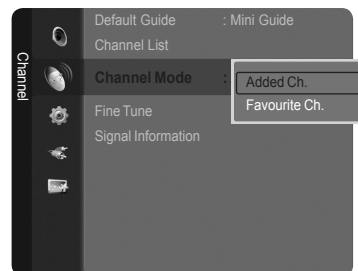 Channel
Default Guide : Mini Guide
Channel List
Channel Mode :
Added Ch.
Favourite Ch.
Fine Tune
Signal Information